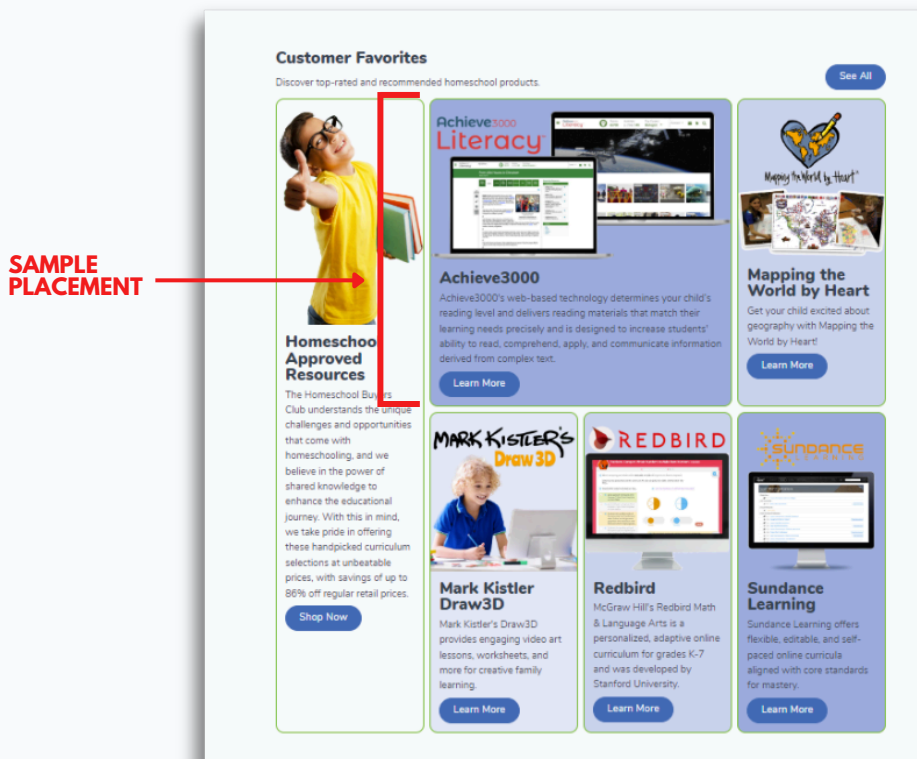 Customer Favorites
Discover top-rated and recommended homeschool products.
See All
SAMPLE
PLACEMENT
Homeschool
Approved
Resources
The Homeschool Buyers
Club understands the unique
challenges and opportunities
that come with
homeschooling, and we
believe in the power of
shared knowledge to
enhance the educational
journey. With this in mind,
we take pride in offering
these handpicked curriculum
selections at unbeatable
prices, with savings of up to
86% off regular retail prices.
Shop Now
Achieve3000
Literacy
Achieve3000
Achieve3000's web-based technology determines your child's
reading level and delivers reading materials that match their
learning needs precisely and is designed to increase students'
ability to read, comprehend, apply, and communicate information
derived from complex text.
Learn More
Mapping the World by Heart
Mapping the
World by Heart
Get your child excited about
geography with Mapping the
World by Heart!
Learn More
MARK KISTLER'S
Draw 3D
Mark Kistler
Draw3D
Mark Kistler's Draw3D
provides engaging video art
lessons, worksheets, and
more for creative family
learning.
Learn More
REDBIRD
Redbird
McGraw Hill's Redbird Math
& Language Arts is a
personalized, adaptive online
curriculum for grades K-7
and was developed by
Stanford University.
Learn More
SUNDANCE
LEARNING
Sundance
Learning
Sundance Learning offers
flexible, editable, and self-
paced online curricula
aligned with core standards
for mastery.
Learn More